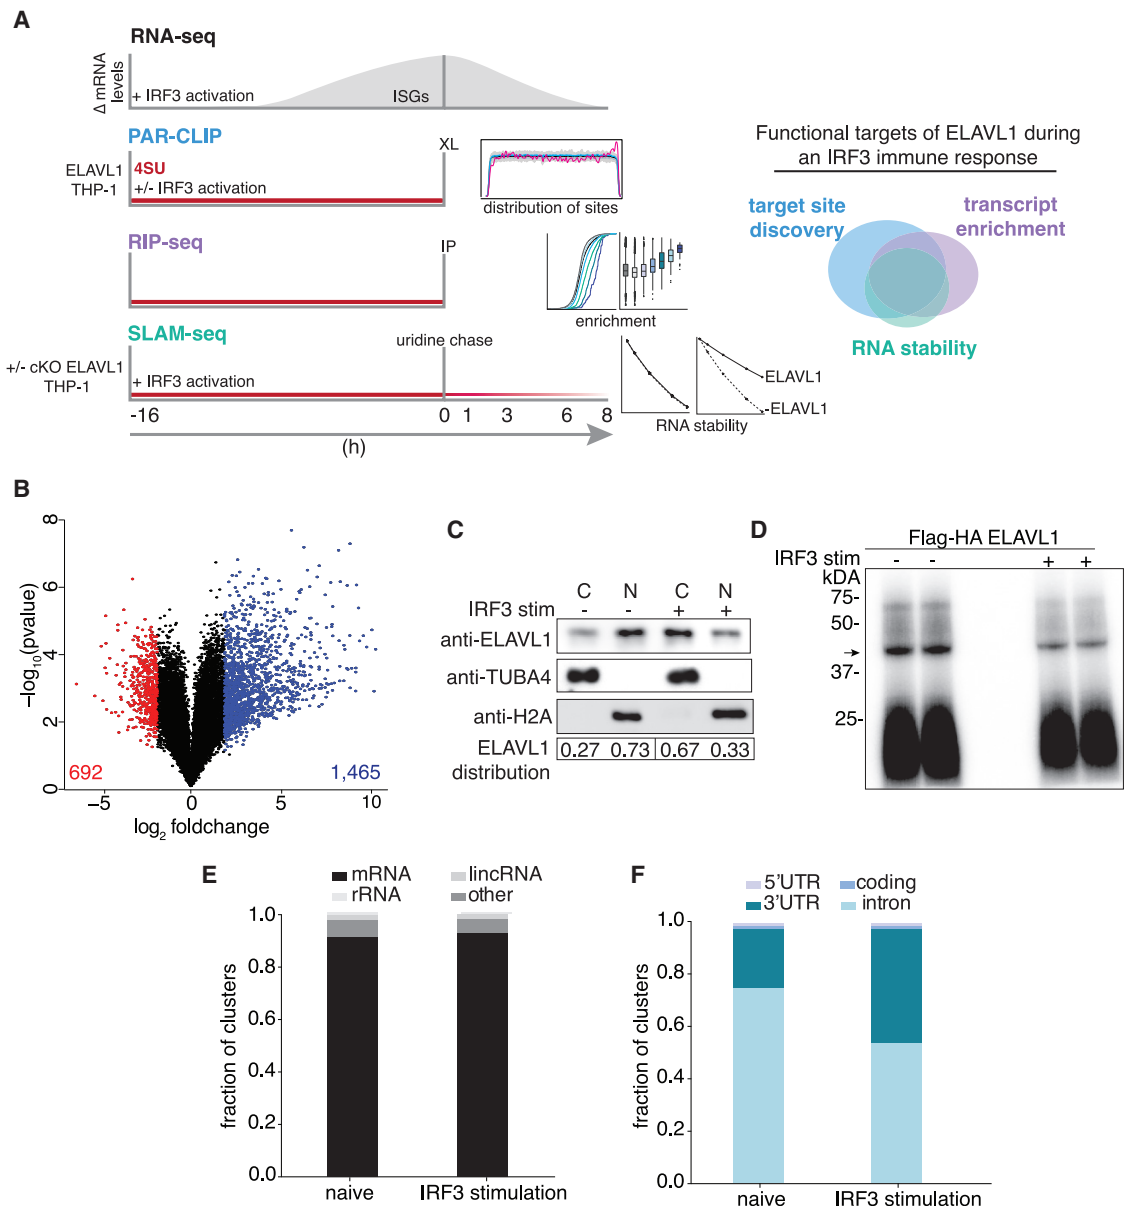 A
RNA-seq
Δ mRNA
levels
+ IRF3 activation
ISGs
PAR-CLIP
XL
ELAVL1
THP-1
4SU
+/- IRF3 activation
distribution of sites
RIP-seq
IP
enrichment
SLAM-seq
uridine chase
+/- cKO ELAVL1
THP-1
+ IRF3 activation
ELAVL1
-ELAVL1
RNA stability
-16 0 1 3 6 8
(h)
Functional targets of ELAVL1 during
an IRF3 immune response
target site
discovery
transcript
enrichment
RNA stability
B
8
6
4
2
0
−log10(pvalue)
692
1,465
−5 0 5 10
log2 foldchange
C
C N C N
IRF3 stim - - + +
anti-ELAVL1
anti-TUBA4
anti-H2A
ELAVL1
distribution
0.27 0.73 0.67 0.33
D
Flag-HA ELAVL1
IRF3 stim - - + +
kDA
75-
50-
37-
25-
E
mRNA lincRNA
rRNA other
1.0
0.8
0.6
0.4
0.2
0.0
fraction of clusters
naive IRF3 stimulation
F
5'UTR coding
3'UTR intron
1.0
0.8
0.6
0.4
0.2
0.0
fraction of clusters
naive IRF3 stimulation